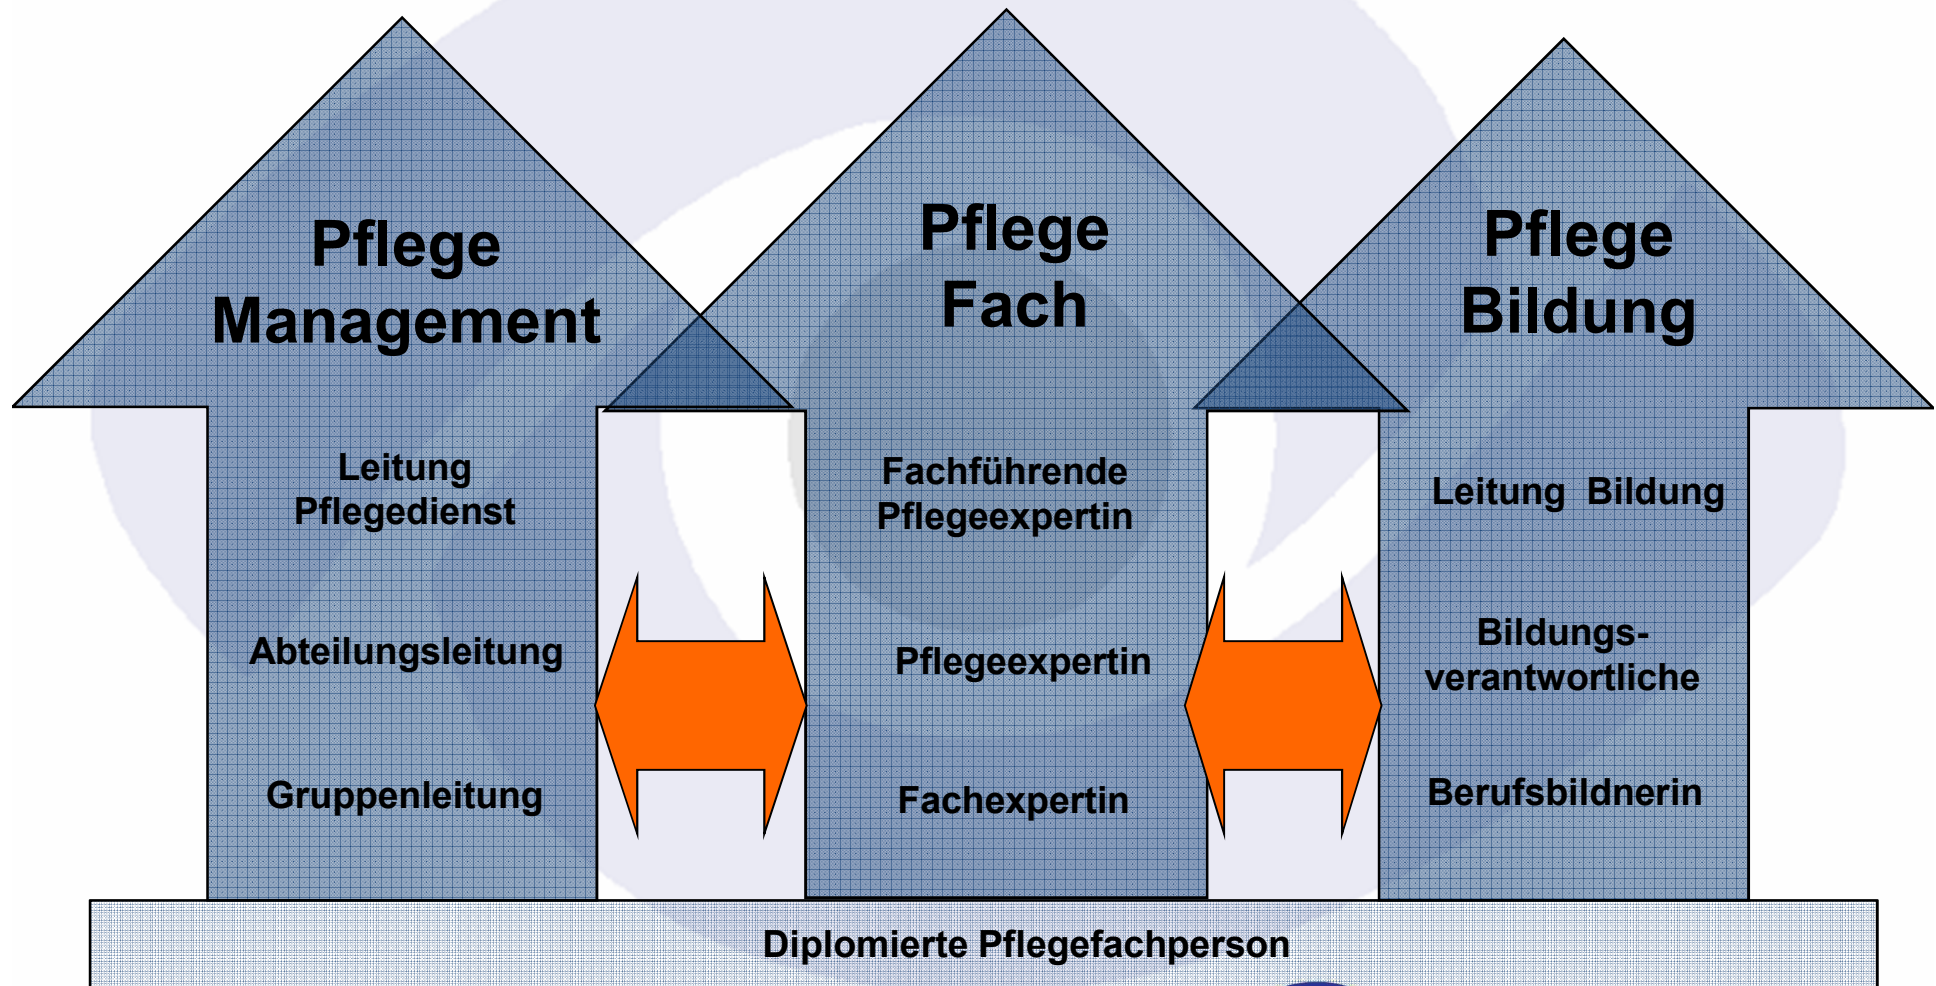 Pflege
Management
Leitung
Pflegedienst
Abteilungsleitung
Gruppenleitung
Pflege
Fach
Fachführende
Pflegeexpertin
Pflegeexpertin
Fachexpertin
Pflege
Bildung
Leitung Bildung
Bildungs-
verantwortliche
Berufsbildnerin
Diplomierte Pflegefachperson